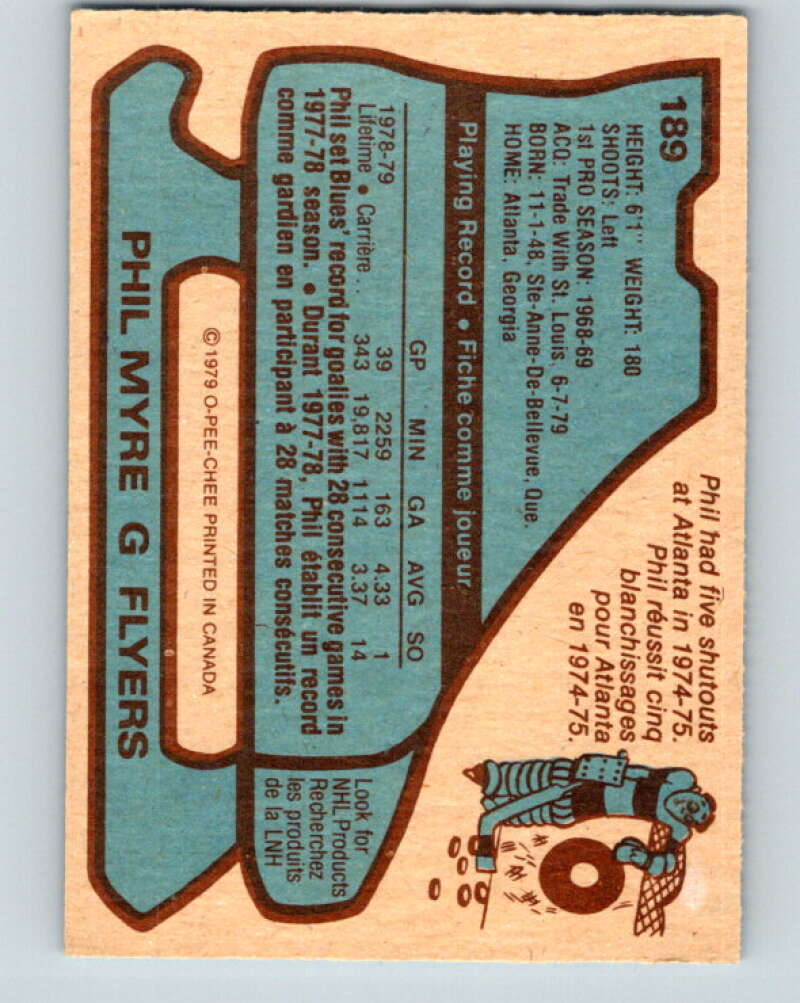 189
HEIGHT: 6'1" WEIGHT: 180
SHOOTS: Left
1st PRO SEASON: 1968-69
ACQ: Trade With St. Louis, 6-7-79
BORN: 11-1-48, Ste-Anne-De-Bellevue, Que.
HOME: Atlanta, Georgia
Phil had five shutouts
at Atlanta in 1974-75.
Phil réussit cinq
blanchissages
pour Atlanta
en 1974-75.
Playing Record • Fiche comme joueur
GP MIN GA AVG SO
1978-79 39 2259 163 4.33 1
Lifetime • Carrière... 343 19,817 1114 3.37 14
Phil set Blues' record for goalies with 28 consecutive games in
1977-78 season. • Durant 1977-78, Phil établit un record
comme gardien en participant à 28 matches consécutifs.
Look for
NHL Products
Recherchez
les produits
de la LNH
©1979 O-PEE-CHEE PRINTED IN CANADA
PHIL MYRE G FLYERS